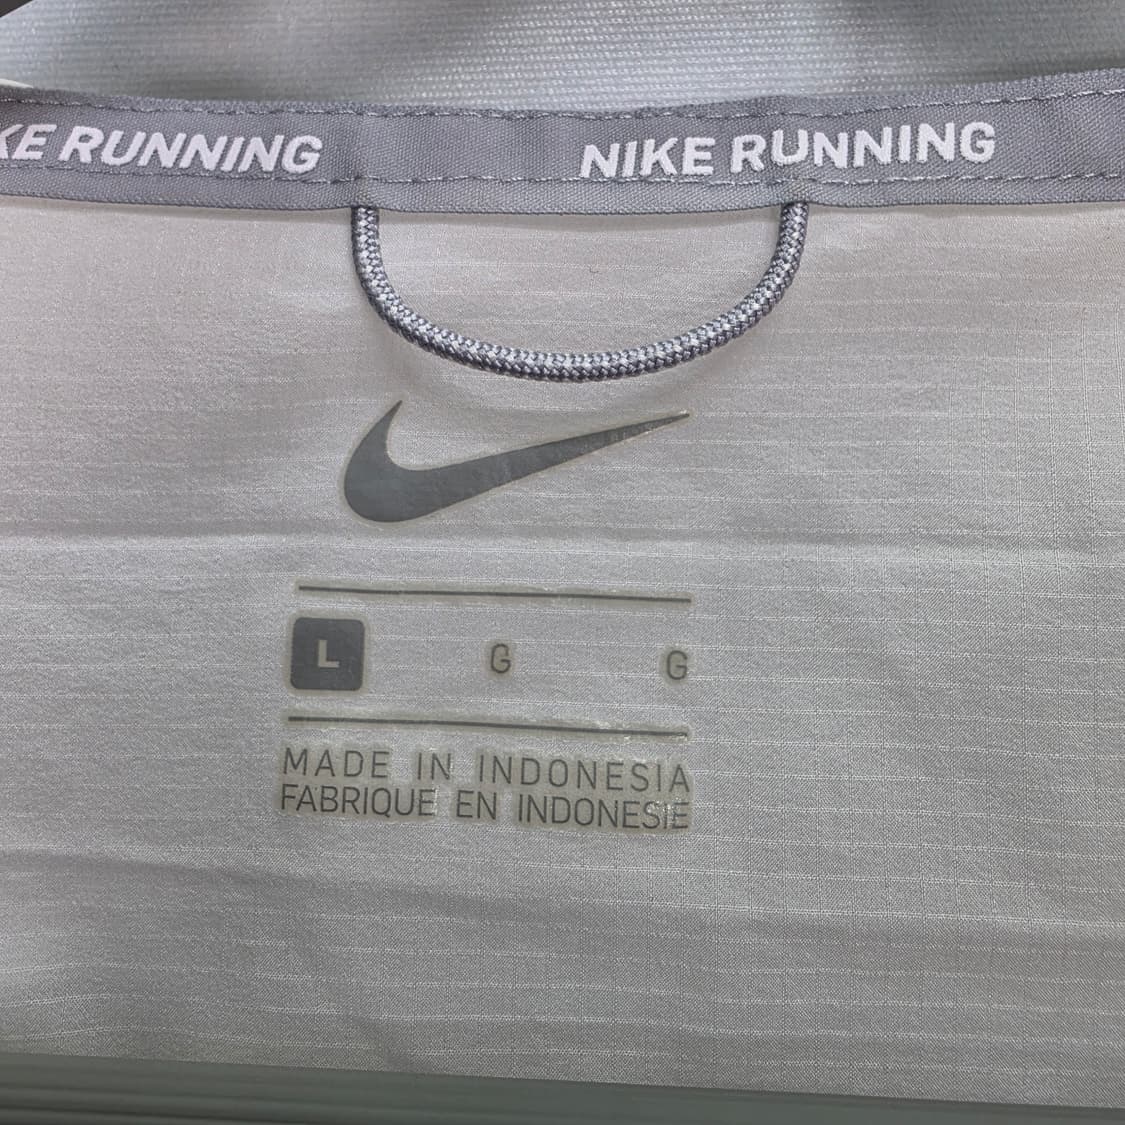 KE RUNNING NIKE RUNNING
L G G
MADE IN INDONESIA
FABRIQUE EN INDONESIE